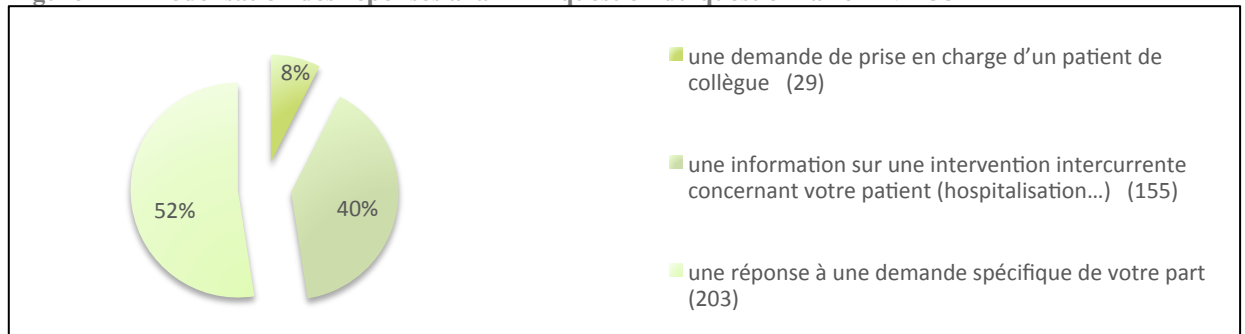 8%
40%
52%
une demande de prise en charge d’un patient de
collègue (29)
une information sur une intervention intercurrente
concernant votre patient (hospitalisation…) (155)
une réponse à une demande spécifique de votre part
(203)